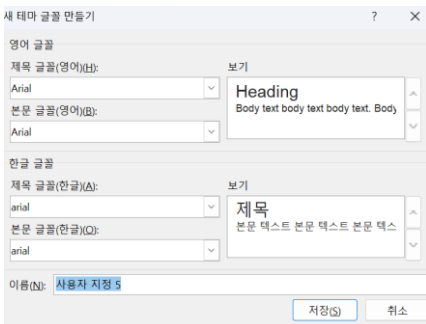 새 테마 글꼴 만들기 ? ×
영어 글꼴
제목 글꼴(영어)(H): 보기
Arial
Heading
본문 글꼴(영어)(B):
Body text body text body text. Body
Arial
한글 글꼴
제목 글꼴(한글)(A): 보기
arial
제목
본문 글꼴(한글)(O):
본문 텍스트 본문 텍스트 본문 텍스
arial
이름(N): 사용자 지정 5
저장(S) 취소